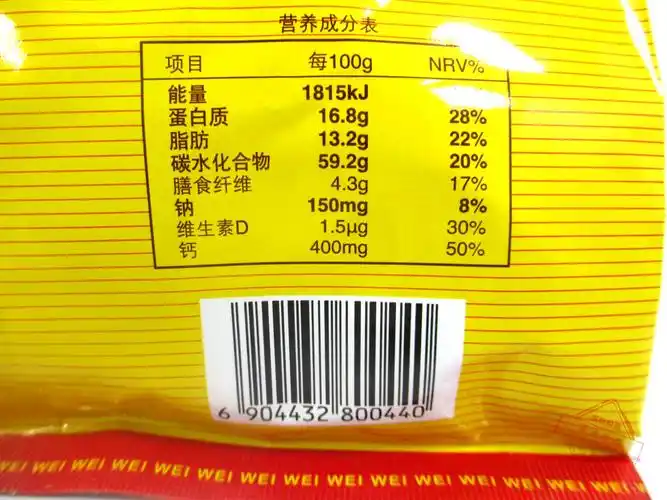 营养成分表
项目 每100g NRV%
能量 1815kJ
蛋白质 16.8g 28%
脂肪 13.2g 22%
碳水化合物 59.2g 20%
膳食纤维 4.3g 17%
钠 150mg 8%
维生素D 1.5μg 30%
钙 400mg 50%
6 904432 800440
WEI WEI WEI WEI WEI WEI WEI WEI WEI WEI WEI WEI WEI WEI WEI